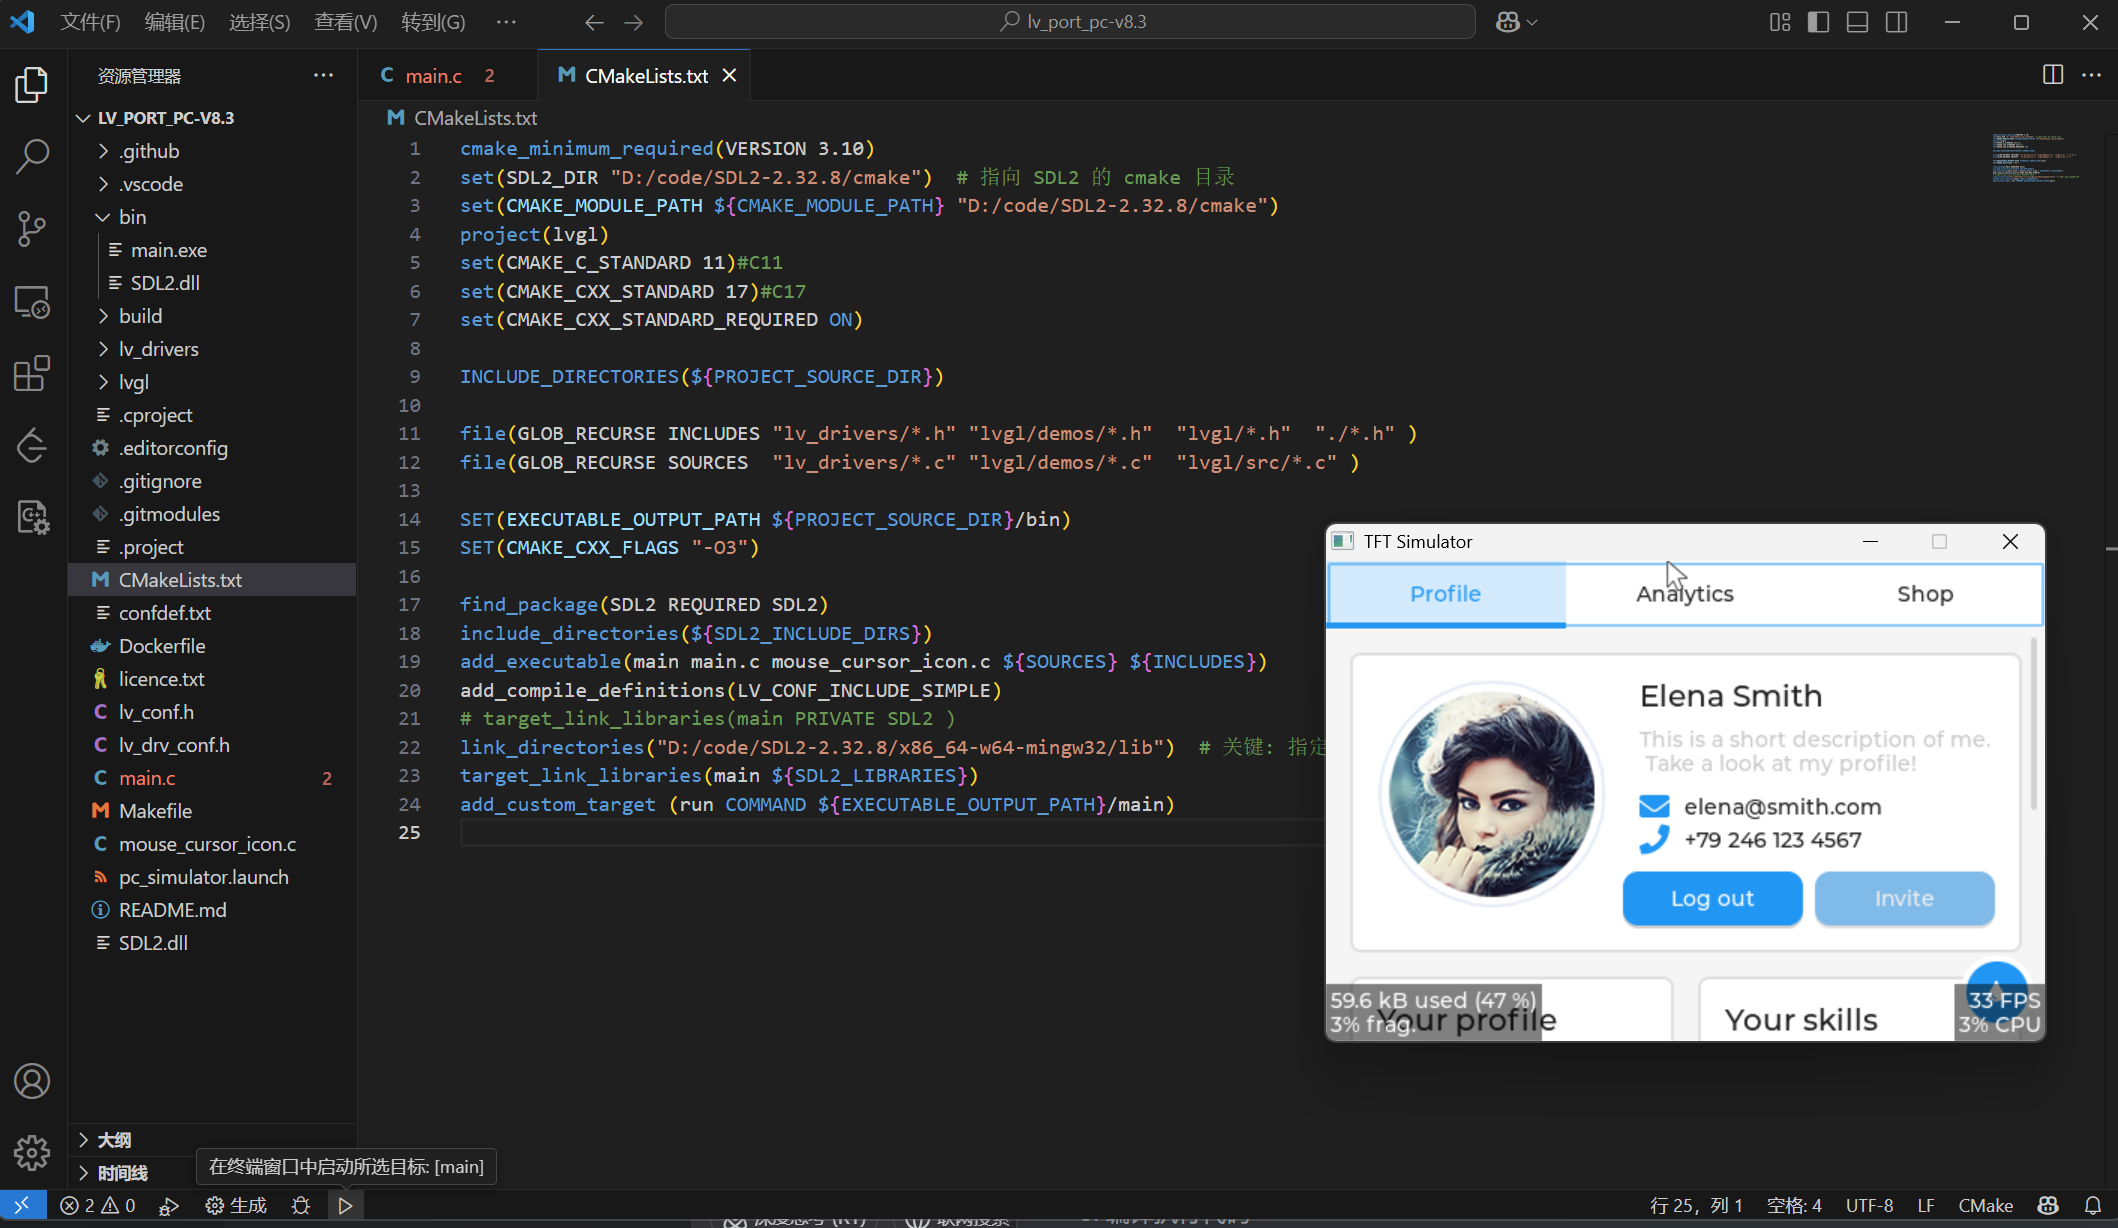 文件(F) 编辑(E) 选择(S) 查看(V) 转到(G) ··· lv_port_pc-v8.3
资源管理器 ···
LV_PORT_PC-V8.3
.github
.vscode
bin
main.exe
SDL2.dll
build
lv_drivers
lvgl
.cproject
.editorconfig
.gitignore
.gitmodules
.project
CMakeLists.txt
confdef.txt
Dockerfile
licence.txt
lv_conf.h
lv_drv_conf.h
main.c 2
Makefile
mouse_cursor_icon.c
pc_simulator.launch
README.md
SDL2.dll
大纲
时间线
在终端窗口中启动所选目标: [main]
main.c 2 CMakeLists.txt
CMakeLists.txt
1 cmake_minimum_required(VERSION 3.10)
2 set(SDL2_DIR "D:/code/SDL2-2.32.8/cmake")  # 指向 SDL2 的 cmake 目录
3 set(CMAKE_MODULE_PATH ${CMAKE_MODULE_PATH} "D:/code/SDL2-2.32.8/cmake")
4 project(lvgl)
5 set(CMAKE_C_STANDARD 11)#C11
6 set(CMAKE_CXX_STANDARD 17)#C17
7 set(CMAKE_CXX_STANDARD_REQUIRED ON)
8
9 INCLUDE_DIRECTORIES(${PROJECT_SOURCE_DIR})
10
11 file(GLOB_RECURSE INCLUDES "lv_drivers/*.h" "lvgl/demos/*.h"  "lvgl/*.h"  "./*.h" )
12 file(GLOB_RECURSE SOURCES  "lv_drivers/*.c" "lvgl/demos/*.c"  "lvgl/src/*.c" )
13
14 SET(EXECUTABLE_OUTPUT_PATH ${PROJECT_SOURCE_DIR}/bin)
15 SET(CMAKE_CXX_FLAGS "-O3")
16
17 find_package(SDL2 REQUIRED SDL2)
18 include_directories(${SDL2_INCLUDE_DIRS})
19 add_executable(main main.c mouse_cursor_icon.c ${SOURCES} ${INCLUDES})
20 add_compile_definitions(LV_CONF_INCLUDE_SIMPLE)
21 # target_link_libraries(main PRIVATE SDL2 )
22 link_directories("D:/code/SDL2-2.32.8/x86_64-w64-mingw32/lib")  # 关键: 指定
23 target_link_libraries(main ${SDL2_LIBRARIES})
24 add_custom_target (run COMMAND ${EXECUTABLE_OUTPUT_PATH}/main)
25
TFT Simulator
Profile Analytics Shop
Elena Smith
This is a short description of me.
Take a look at my profile!
elena@smith.com
+79 246 123 4567
Log out Invite
Your profile Your skills
59.6 kB used (47 %)
3% frag.
33 FPS
3% CPU
2 0 生成 行 25，列 1 空格: 4 UTF-8 LF CMake